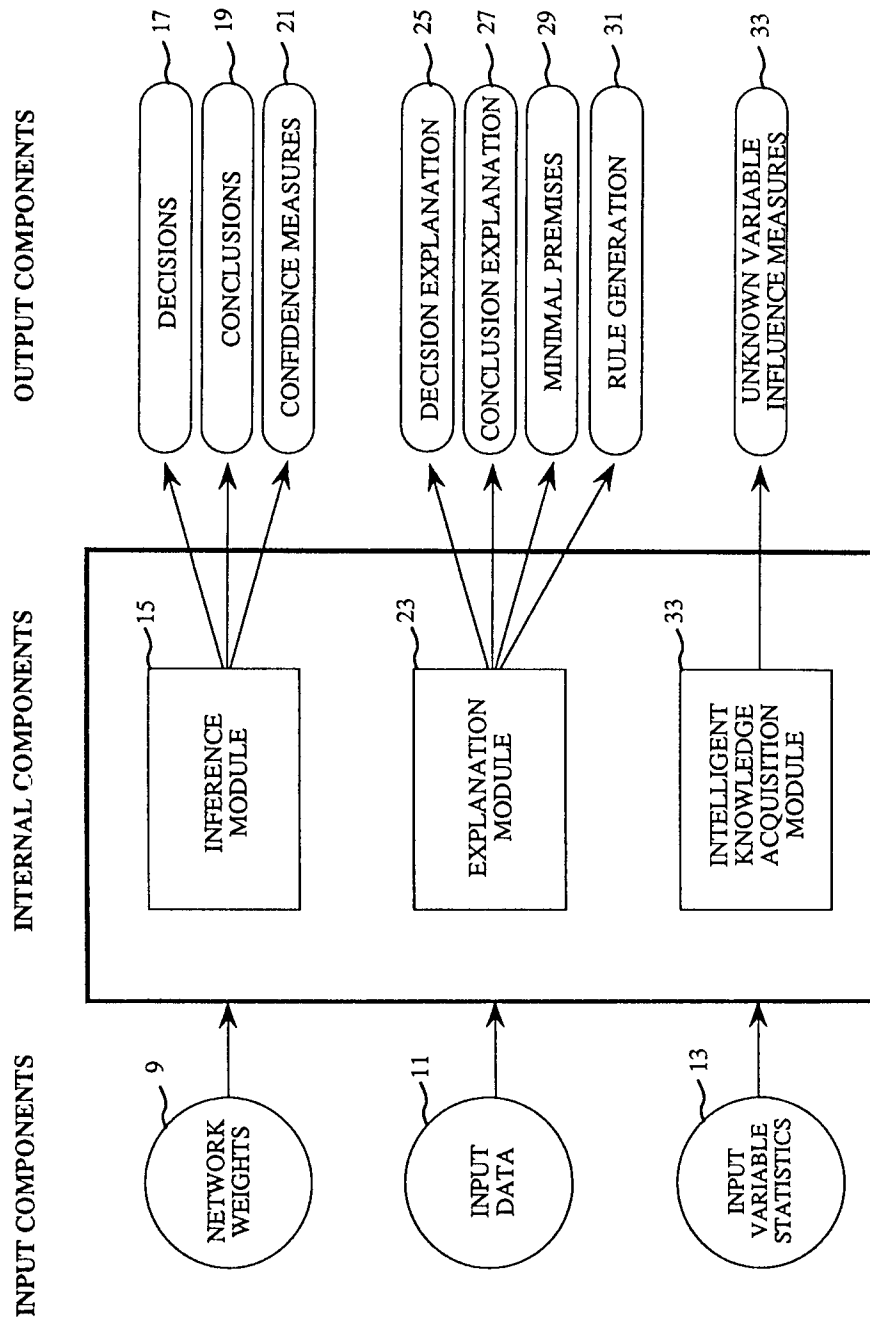 INPUT COMPONENTS
INTERNAL COMPONENTS
OUTPUT COMPONENTS
9
NETWORK
WEIGHTS
11
INPUT
DATA
13
INPUT
VARIABLE
STATISTICS
15
INFERENCE
MODULE
23
EXPLANATION
MODULE
33
INTELLIGENT
KNOWLEDGE
ACQUISITION
MODULE
DECISIONS
17
CONCLUSIONS
19
CONFIDENCE MEASURES
21
DECISION EXPLANATION
25
CONCLUSION EXPLANATION
27
MINIMAL PREMISES
29
RULE GENERATION
31
UNKNOWN VARIABLE
INFLUENCE MEASURES
33